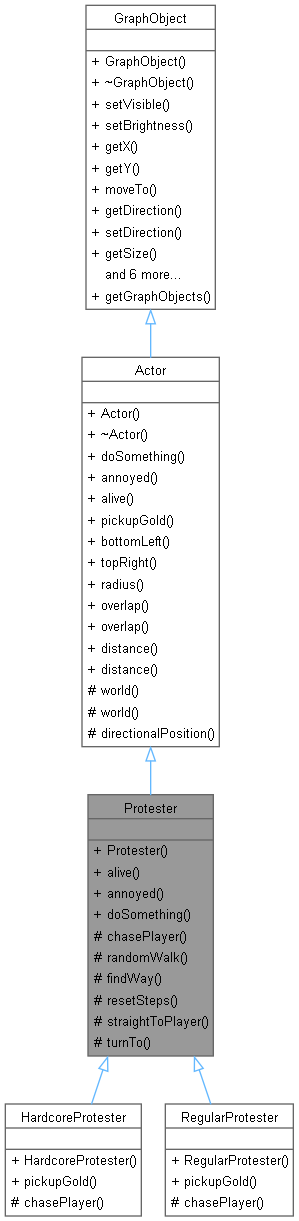 GraphObject
+ GraphObject()
+ ~GraphObject()
+ setVisible()
+ setBrightness()
+ getX()
+ getY()
+ moveTo()
+ getDirection()
+ setDirection()
+ getSize()
and 6 more...
+ getGraphObjects()
Actor
+ Actor()
+ ~Actor()
+ doSomething()
+ annoyed()
+ alive()
+ pickupGold()
+ bottomLeft()
+ topRight()
+ radius()
+ overlap()
+ overlap()
+ distance()
+ distance()
# world()
# world()
# directionalPosition()
Protester
+ Protester()
+ alive()
+ annoyed()
+ doSomething()
# chasePlayer()
# randomWalk()
# findWay()
# resetSteps()
# straightToPlayer()
# turnTo()
HardcoreProtester
+ HardcoreProtester()
+ pickupGold()
# chasePlayer()
RegularProtester
+ RegularProtester()
+ pickupGold()
# chasePlayer()